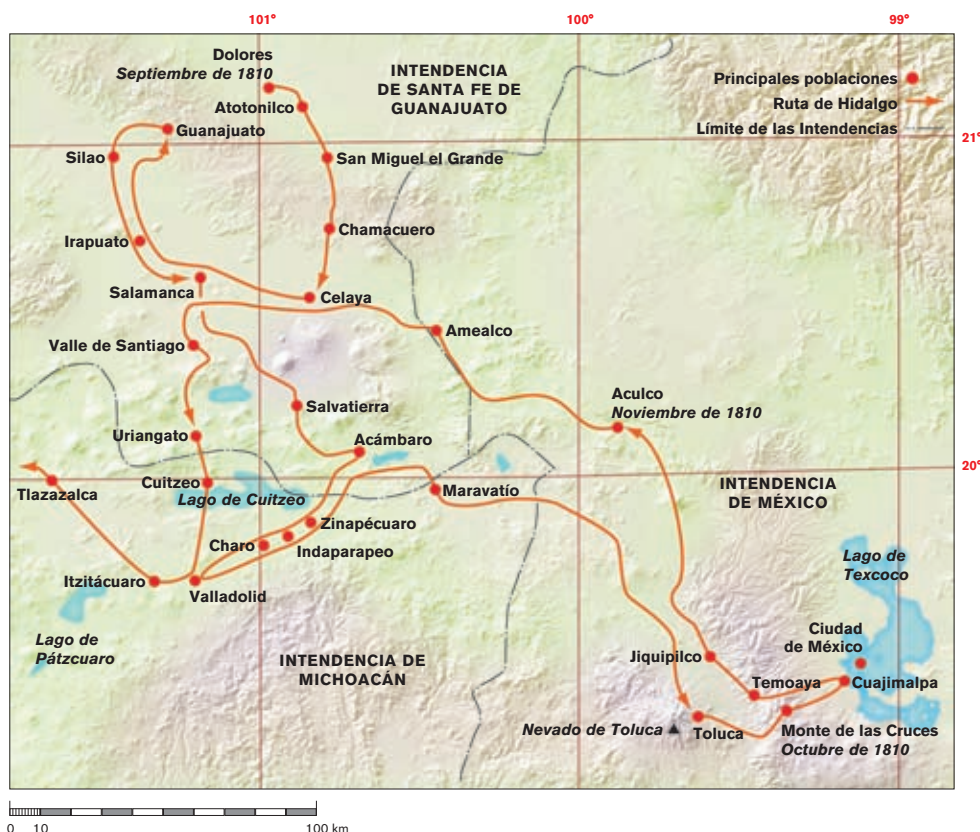 101°
100°
99°
Dolores
Septiembre de 1810
Atotonilco
INTENDENCIA
DE SANTA FE DE
GUANAJUATO
Principales poblaciones
Ruta de Hidalgo
Límite de las Intendencias
21°
Guanajuato
Silao
San Miguel el Grande
Chamacuero
Irapuato
Salamanca
Celaya
Amealco
Valle de Santiago
Aculco
Noviembre de 1810
Salvatierra
Uriangato
Acámbaro
20°
Tlazazalca
Cuitzeo
Lago de Cuitzeo
Maravatío
INTENDENCIA
DE MÉXICO
Zinapécuaro
Charo
Indaparapeo
Lago de
Texcoco
Itzitácuaro
Valladolid
Lago de
Pátzcuaro
INTENDENCIA DE
MICHOACÁN
Ciudad
de México
Jiquipilco
Temoaya
Cuajimalpa
Nevado de Toluca
Toluca
Monte de las Cruces
Octubre de 1810
0 10 100 km